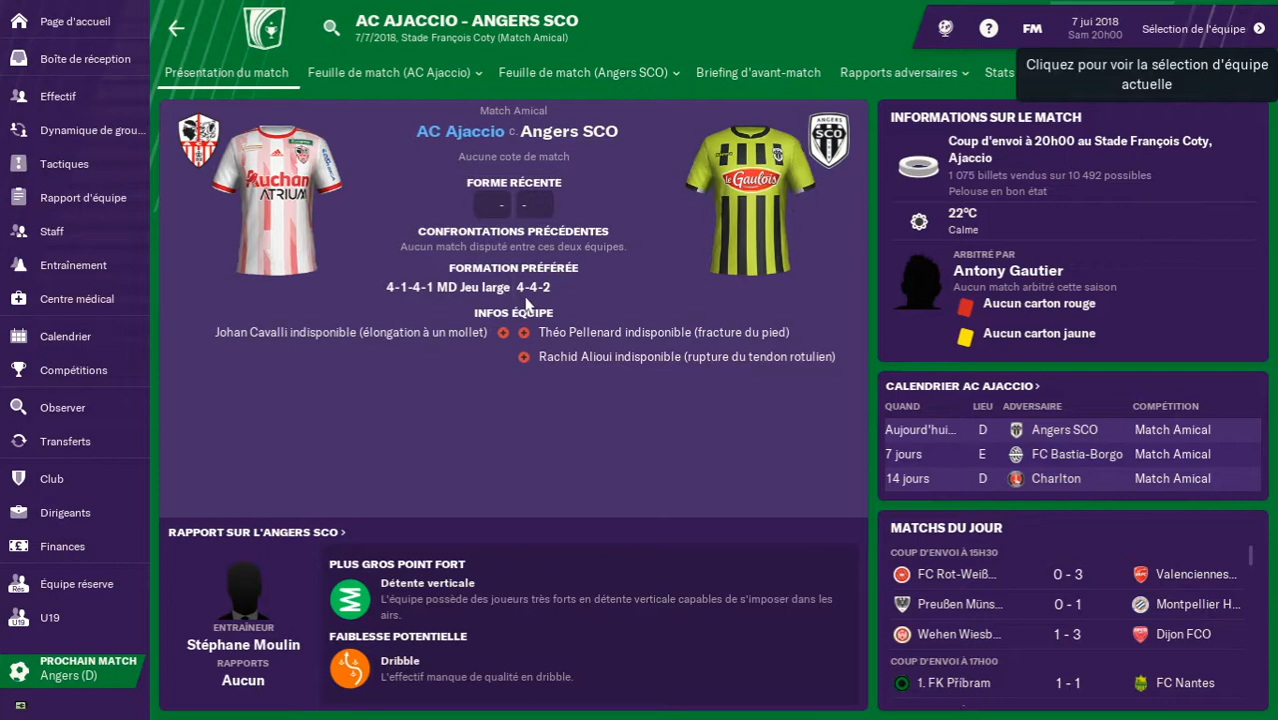 Page d'accueil
Boîte de réception
Effectif
Dynamique de grou...
Tactiques
Rapport d'équipe
Staff
Entraînement
Centre médical
Calendrier
Compétitions
Observer
Transferts
Club
Dirigeants
Finances
Rés
Équipe réserve
U19
U19
PROCHAIN MATCH
Angers (D)
AC AJACCIO - ANGERS SCO
7/7/2018, Stade François Coty (Match Amical)
?
FM
7 jui 2018
Sam 20h00
Sélection de l'équipe
Présentation du match
Feuille de match (AC Ajaccio)
Feuille de match (Angers SCO)
Briefing d'avant-match
Rapports adversaires
Stats
Cliquez pour voir la sélection d'équipe
actuelle
Match Amical
AC Ajaccio c. Angers SCO
Aucune cote de match
FORME RÉCENTE
- -
CONFRONTATIONS PRÉCÉDENTES
Aucun match disputé entre ces deux équipes.
FORMATION PRÉFÉRÉE
4-1-4-1 MD Jeu large 4-4-2
INFOS ÉQUIPE
Johan Cavalli indisponible (élongation à un mollet)
Théo Pellenard indisponible (fracture du pied)
Rachid Alioui indisponible (rupture du tendon rotulien)
Auchan
ATRIUM
le Gaulois
ANGERS
SCO
RAPPORT SUR L'ANGERS SCO >
ENTRAÎNEUR
Stéphane Moulin
RAPPORTS
Aucun
PLUS GROS POINT FORT
Détente verticale
L'équipe possède des joueurs très forts en détente verticale capables de s'imposer dans les
airs.
FAIBLESSE POTENTIELLE
Dribble
L'effectif manque de qualité en dribble.
INFORMATIONS SUR LE MATCH
Coup d'envoi à 20h00 au Stade François Coty,
Ajaccio
1 075 billets vendus sur 10 492 possibles
Pelouse en bon état
22°C
Calme
ARBITRÉ PAR
Antony Gautier
Aucun match arbitré cette saison
Aucun carton rouge
Aucun carton jaune
CALENDRIER AC AJACCIO >
QUAND LIEU ADVERSAIRE COMPÉTITION
Aujourd'hui... D Angers SCO Match Amical
7 jours E FC Bastia-Borgo Match Amical
14 jours D Charlton Match Amical
MATCHS DU JOUR
COUP D'ENVOI À 15H30
FC Rot-Weiß... 0 - 3 Valenciennes...
Preußen Müns... 0 - 1 Montpellier H...
Wehen Wiesb... 1 - 3 Dijon FCO
COUP D'ENVOI À 17H00
1. FK Příbram 1 - 1 FC Nantes